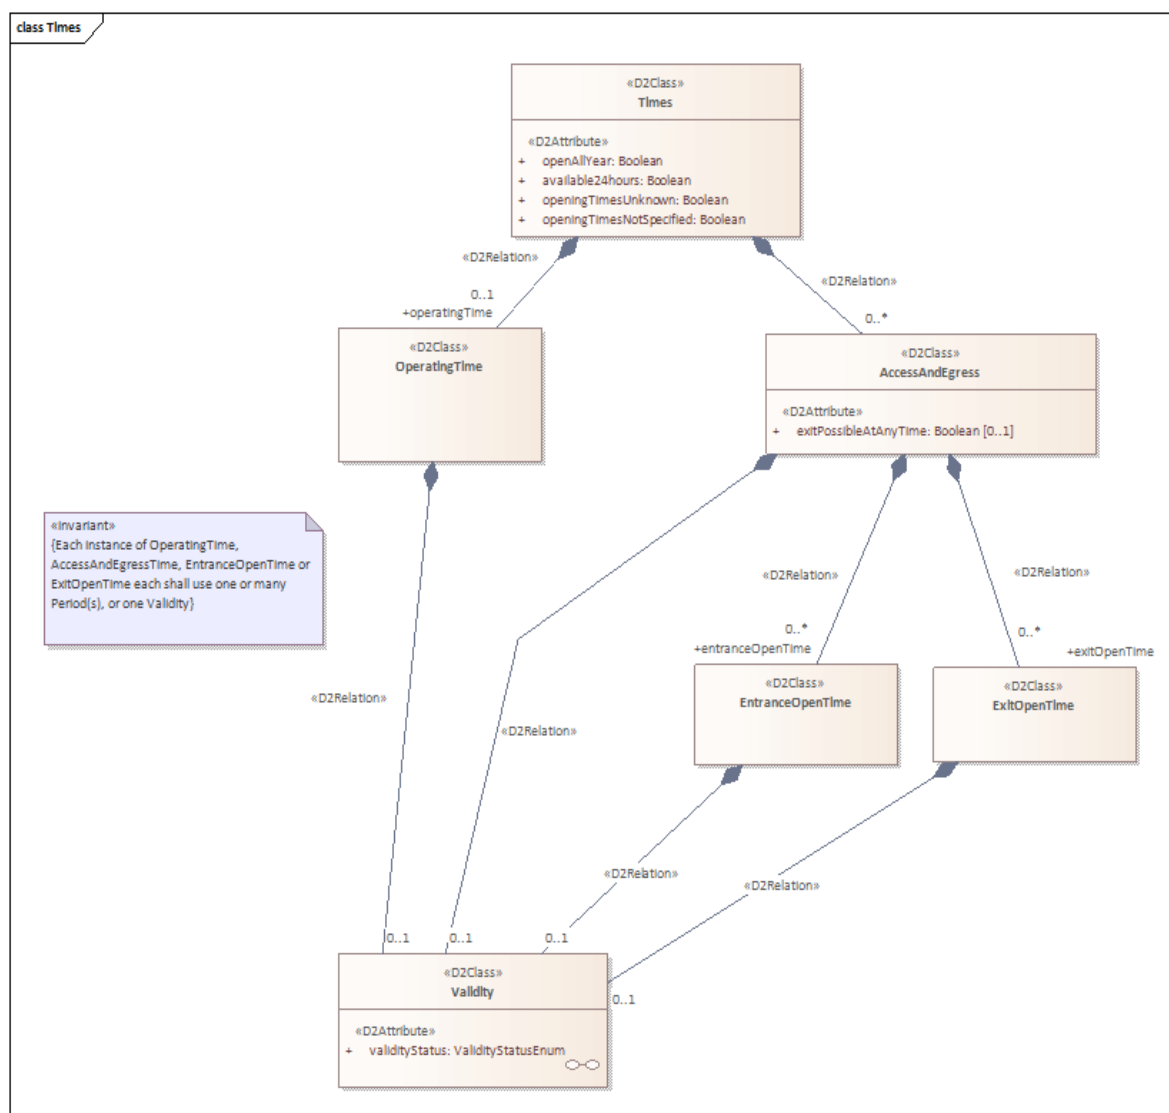 class Times
«D2Class»
Times
«D2Attribute»
+ openAllYear: Boolean
+ available24hours: Boolean
+ openingTimesUnknown: Boolean
+ openingTimesNotSpecified: Boolean
«D2Relation»
«D2Relation»
0..1
+operatingTime
0..*
«D2Class»
OperatingTime
«D2Class»
AccessAndEgress
«D2Attribute»
+ exitPossibleAtAnyTime: Boolean [0..1]
«invariant»
{Each instance of OperatingTime,
AccessAndEgressTime, EntranceOpenTime or
ExitOpenTime each shall use one or many
Period(s), or one Validity}
«D2Relation»
«D2Relation»
0..*
+entranceOpenTime
0..*
+exitOpenTime
«D2Class»
EntranceOpenTime
«D2Class»
ExitOpenTime
«D2Relation»
«D2Relation»
«D2Relation»
«D2Relation»
0..1
0..1
0..1
0..1
«D2Class»
Validity
«D2Attribute»
+ validityStatus: ValidityStatusEnum